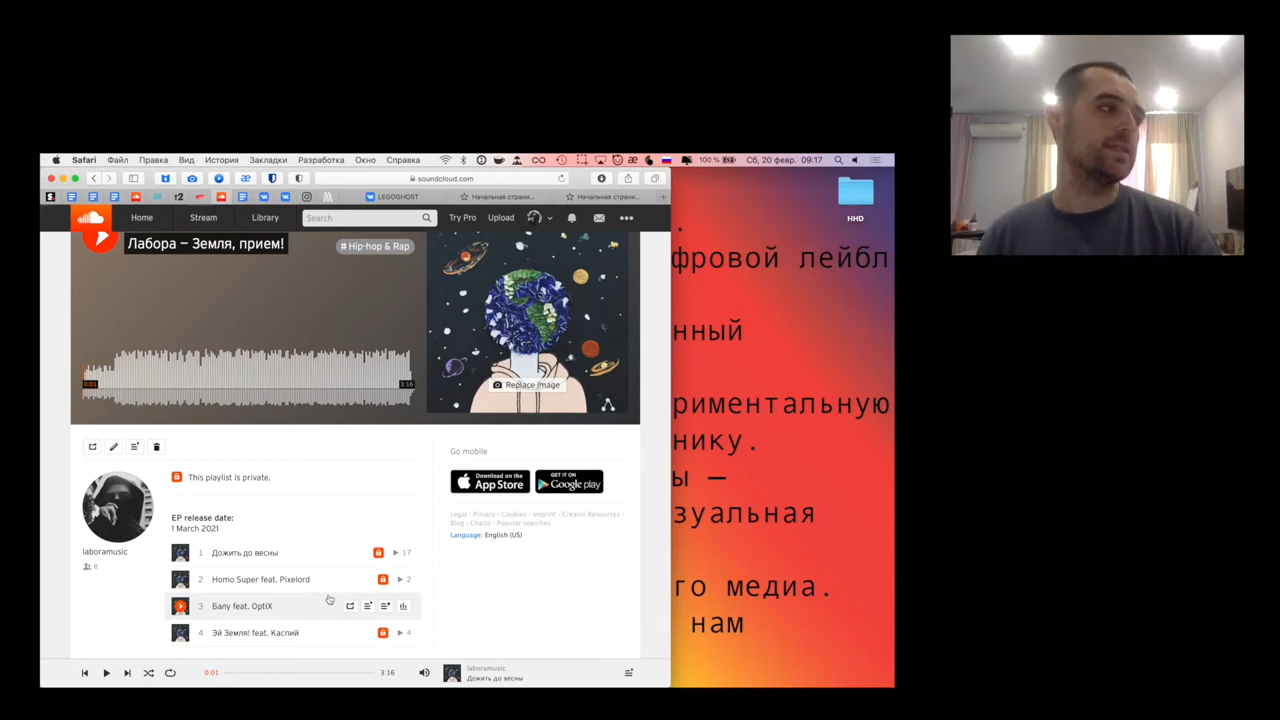 Safari Файл Правка Вид История Закладки Разработка Окно Справка 100 % Сб, 20 февр. 09:17
soundcloud.com
т2 LEGOGHOST Начальная страни... Начальная страни...
Home Stream Library Search Try Pro Upload
HHD
Лабора – Земля, прием!
# Hip-hop & Rap
0:01 3:16
Replace image
This playlist is private.
EP release date:
1 March 2021
laboramusic
8
1 Дожить до весны 17
2 Homo Super feat. Pixelord 2
3 Балу feat. OptiX
4 Эй Земля! feat. Каспий 4
Go mobile
Download on the
App Store
GET IT ON
Google play
Legal - Privacy - Cookies - Imprint - Creator Resources -
Blog - Charts - Popular searches
Language: English (US)
0:01 3:16
laboramusic
Дожить до весны
.
фровой лейбл
нный
риментальную
нику.
ы —
зуальная
го медиа.
нам